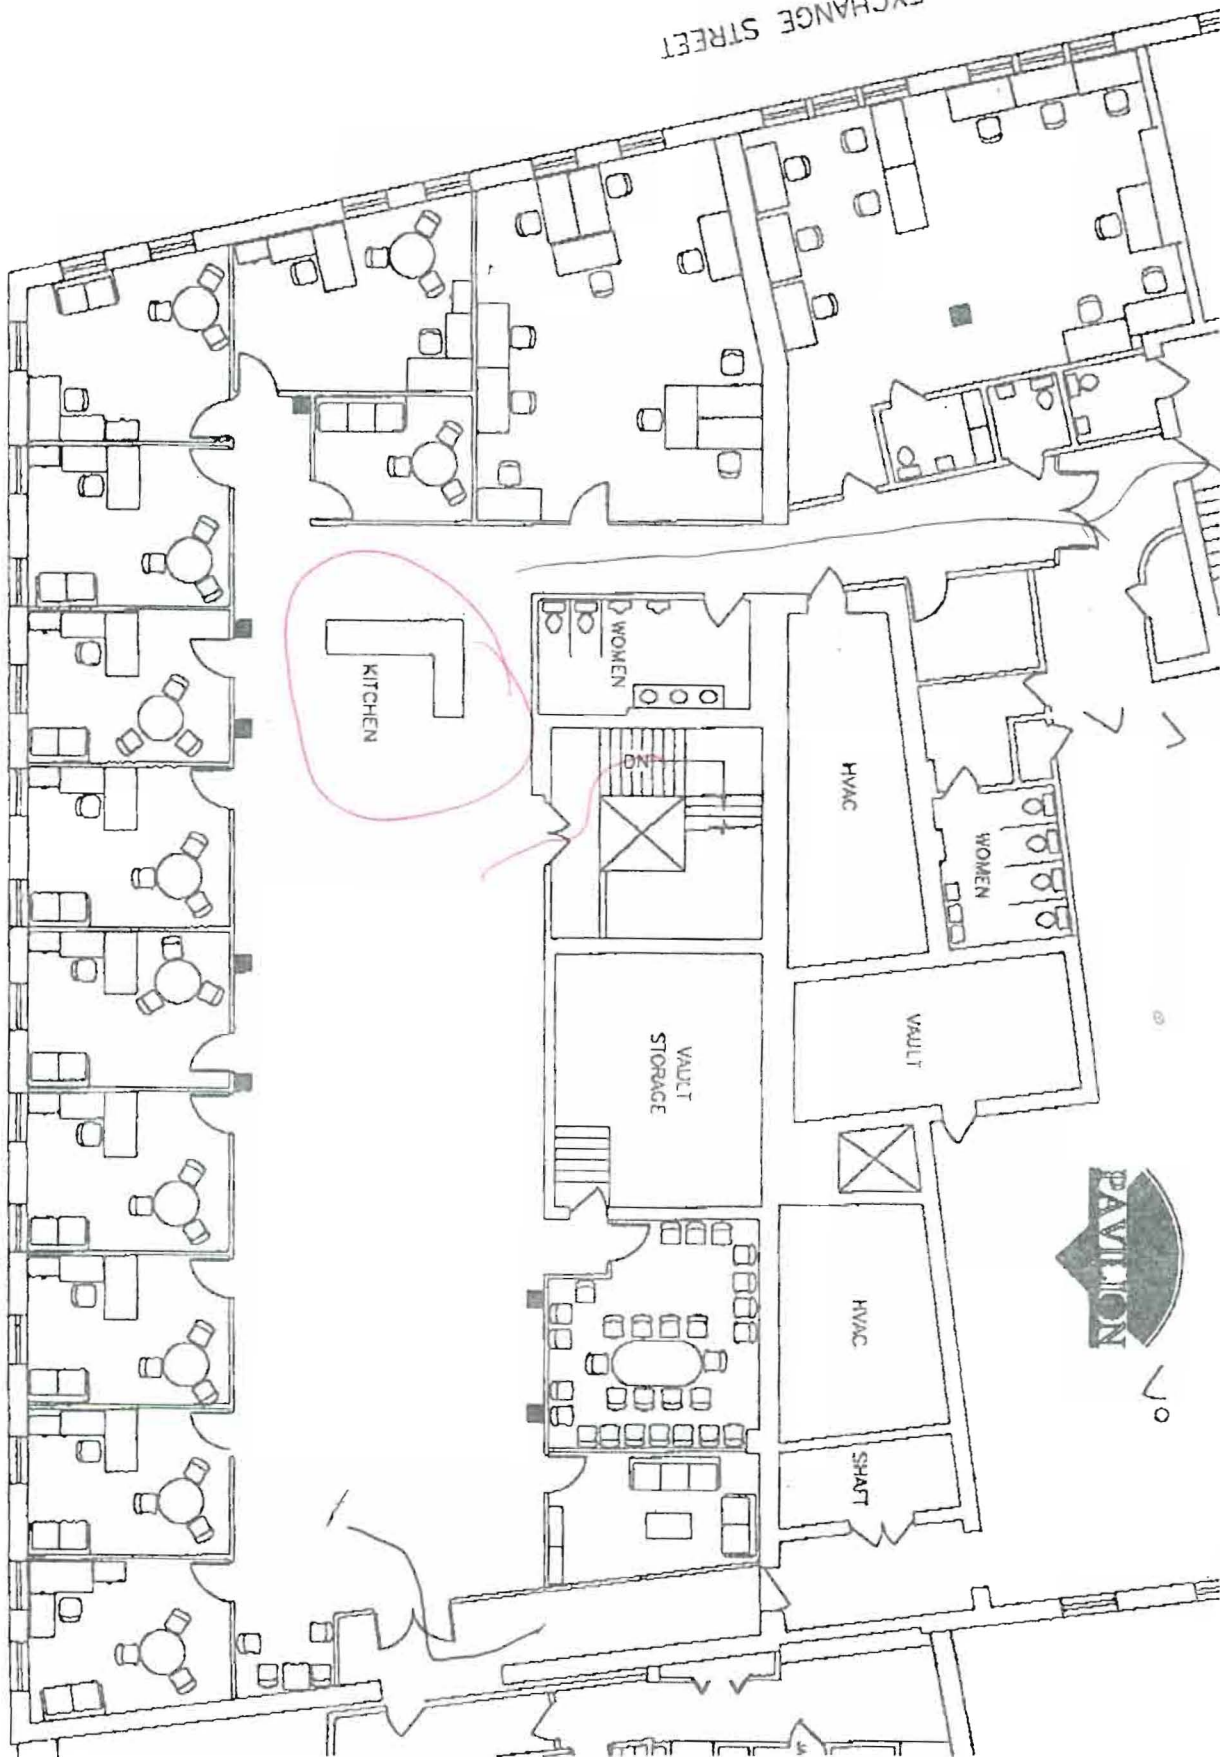 EXCHANGE STREET
KITCHEN
WOMEN
DN
HVAC
WOMEN
VAULT
STORAGE
VAULT
PAVILION
HVAC
SHAFT